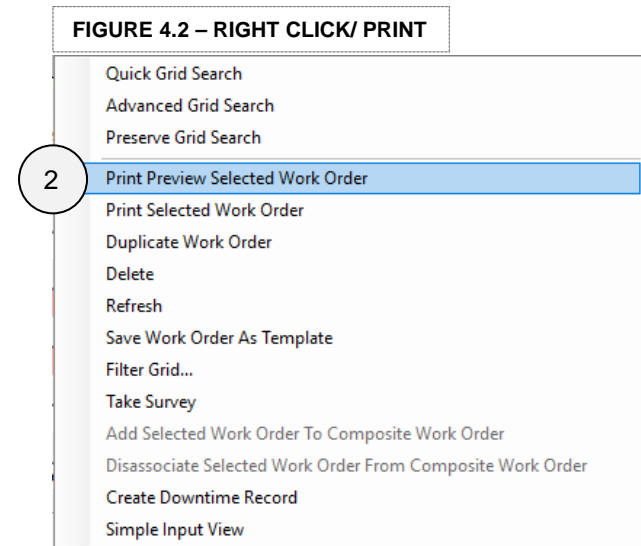 FIGURE 4.2 – RIGHT CLICK/ PRINT
Quick Grid Search
Advanced Grid Search
Preserve Grid Search
2
Print Preview Selected Work Order
Print Selected Work Order
Duplicate Work Order
Delete
Refresh
Save Work Order As Template
Filter Grid...
Take Survey
Add Selected Work Order To Composite Work Order
Disassociate Selected Work Order From Composite Work Order
Create Downtime Record
Simple Input View